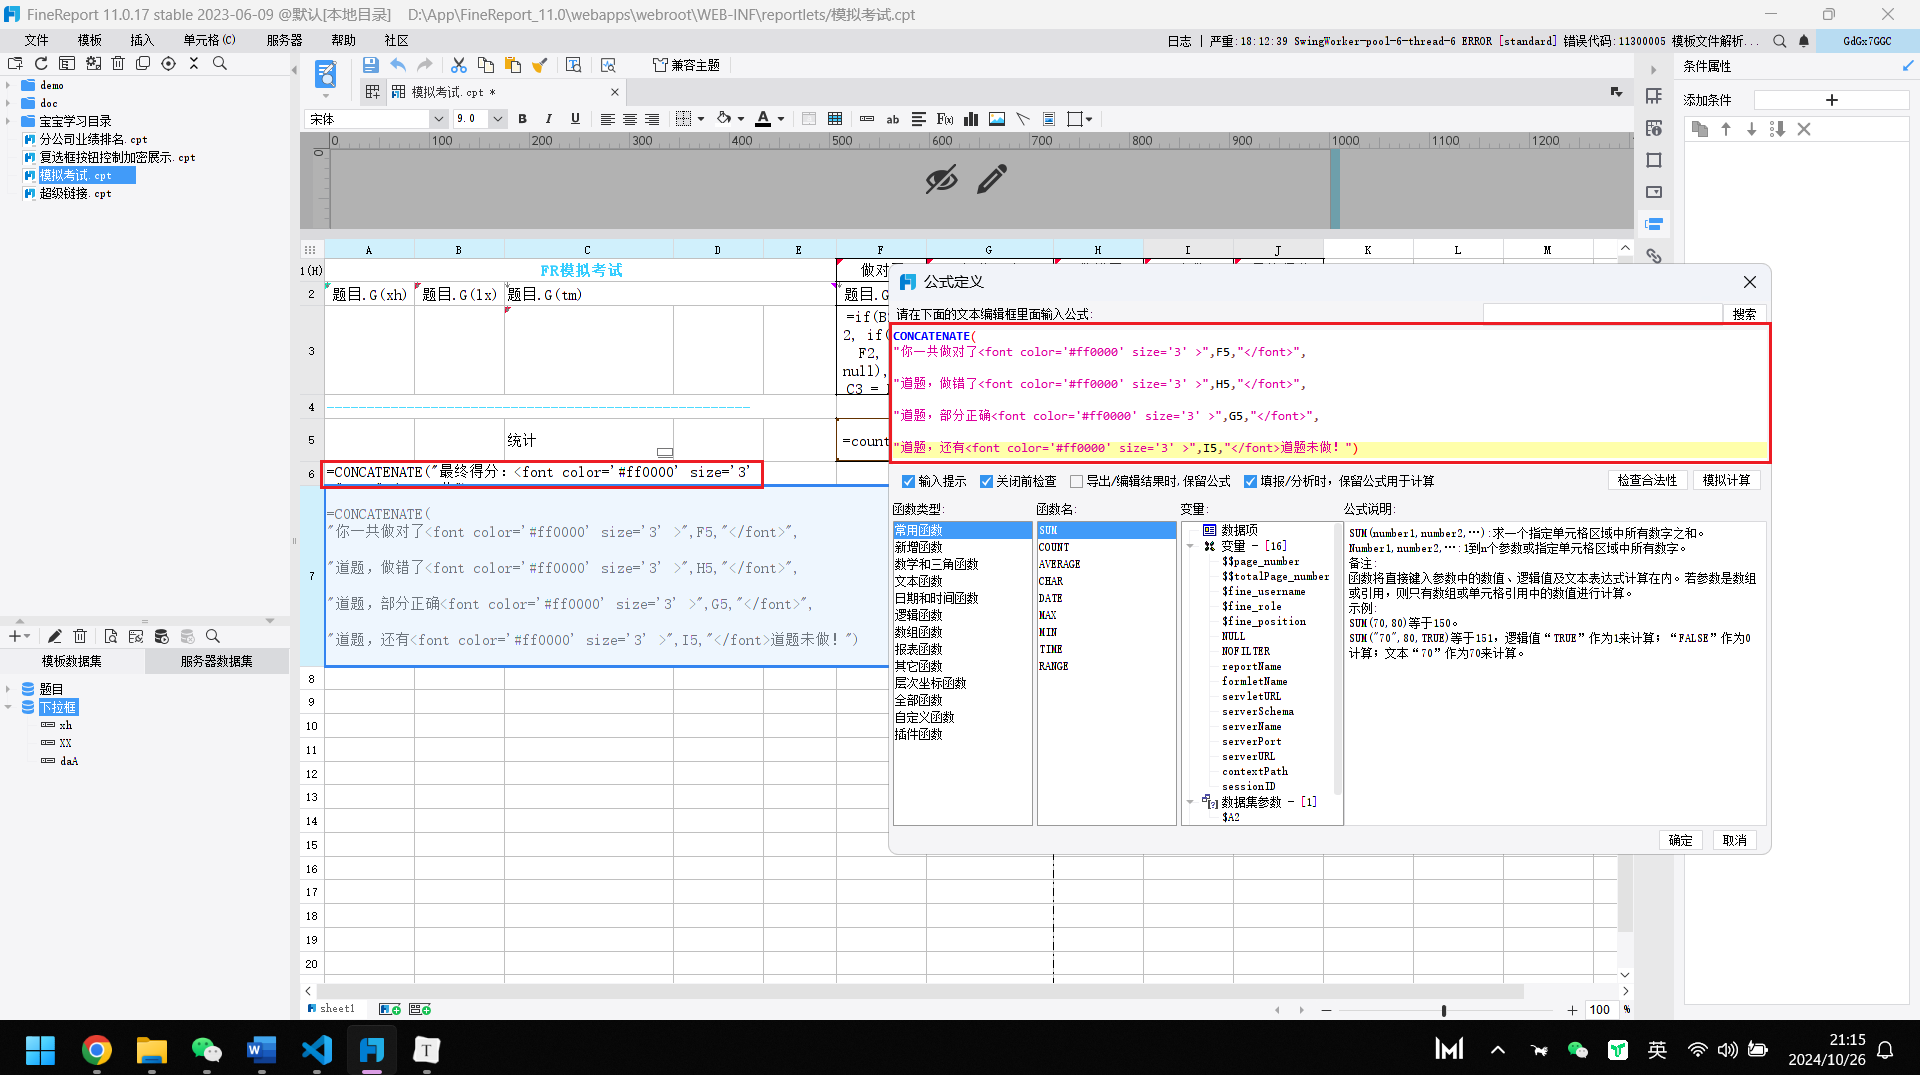 FineReport 11.0.17 stable 2023-06-09 @默认[本地目录]    D:\App\FineReport_11.0\webapps\webroot\WEB-INF\reportlets/模拟考试.cpt
文件 模板 插入 单元格(C) 服务器 帮助 社区
日志 | 严重:18:12:39 SwingWorker-pool-6-thread-6 ERROR [standard] 错误代码:11300005 模板文件解析...
GdGx7GGC
demo
doc
宝宝学习目录
分公司业绩排名.cpt
复选框按钮控制加密展示.cpt
模拟考试.cpt
超级链接.cpt
兼容主题
模拟考试.cpt *
宋体 9.0 B I U
0 100 200 300 400 500 600 700 800 900 1000 1100 1200
0
A B C D E F G H I J K L M
1(H) FR模拟考试 做对
2 题目.G(xh) 题目.G(lx) 题目.G(tm) 题目.G
3 =if(B
2, if(
F2,
null),
C3 =
4
5 统计 =count
6 =CONCATENATE("最终得分：<font color='#ff0000' size='3'
7
=CONCATENATE(
"你一共做对了<font color='#ff0000' size='3' >",F5,"</font>",
"道题，做错了<font color='#ff0000' size='3' >",H5,"</font>",
"道题，部分正确<font color='#ff0000' size='3' >",G5,"</font>",
"道题，还有<font color='#ff0000' size='3' >",I5,"</font>道题未做！")
8
9
10
11
12
13
14
15
16
17
18
19
20
sheet1
100 %
模板数据集 服务器数据集
题目
下拉框
xh
XX
daA
公式定义
请在下面的文本编辑框里面输入公式:
搜索
CONCATENATE(
"你一共做对了<font color='#ff0000' size='3' >",F5,"</font>",
"道题，做错了<font color='#ff0000' size='3' >",H5,"</font>",
"道题，部分正确<font color='#ff0000' size='3' >",G5,"</font>",
"道题，还有<font color='#ff0000' size='3' >",I5,"</font>道题未做！")
输入提示 关闭前检查 导出/编辑结果时,保留公式 填报/分析时，保留公式用于计算
检查合法性 模拟计算
函数类型:
常用函数
新增函数
数学和三角函数
文本函数
日期和时间函数
逻辑函数
数组函数
报表函数
其它函数
层次坐标函数
全部函数
自定义函数
插件函数
函数名:
SUM
COUNT
AVERAGE
CHAR
DATE
MAX
MIN
TIME
RANGE
变量:
数据项
变量 - [16]
$$page_number
$$totalPage_number
$fine_username
$fine_role
$fine_position
NULL
NOFILTER
reportName
formletName
servletURL
serverSchema
serverName
serverPort
serverURL
contextPath
sessionID
数据集参数 - [1]
$A2
公式说明:
SUM(number1,number2,…):求一个指定单元格区域中所有数字之和。
Number1,number2,…:1到n个参数或指定单元格区域中所有数字。
备注:
函数将直接键入参数中的数值、逻辑值及文本表达式计算在内。若参数是数组
或引用，则只有数组或单元格引用中的数值进行计算。
示例:
SUM(70,80)等于150。
SUM("70",80,TRUE)等于151，逻辑值“TRUE”作为1来计算；“FALSE”作为0
计算；文本“70”作为70来计算。
确定 取消
条件属性
添加条件
英
21:15
2024/10/26